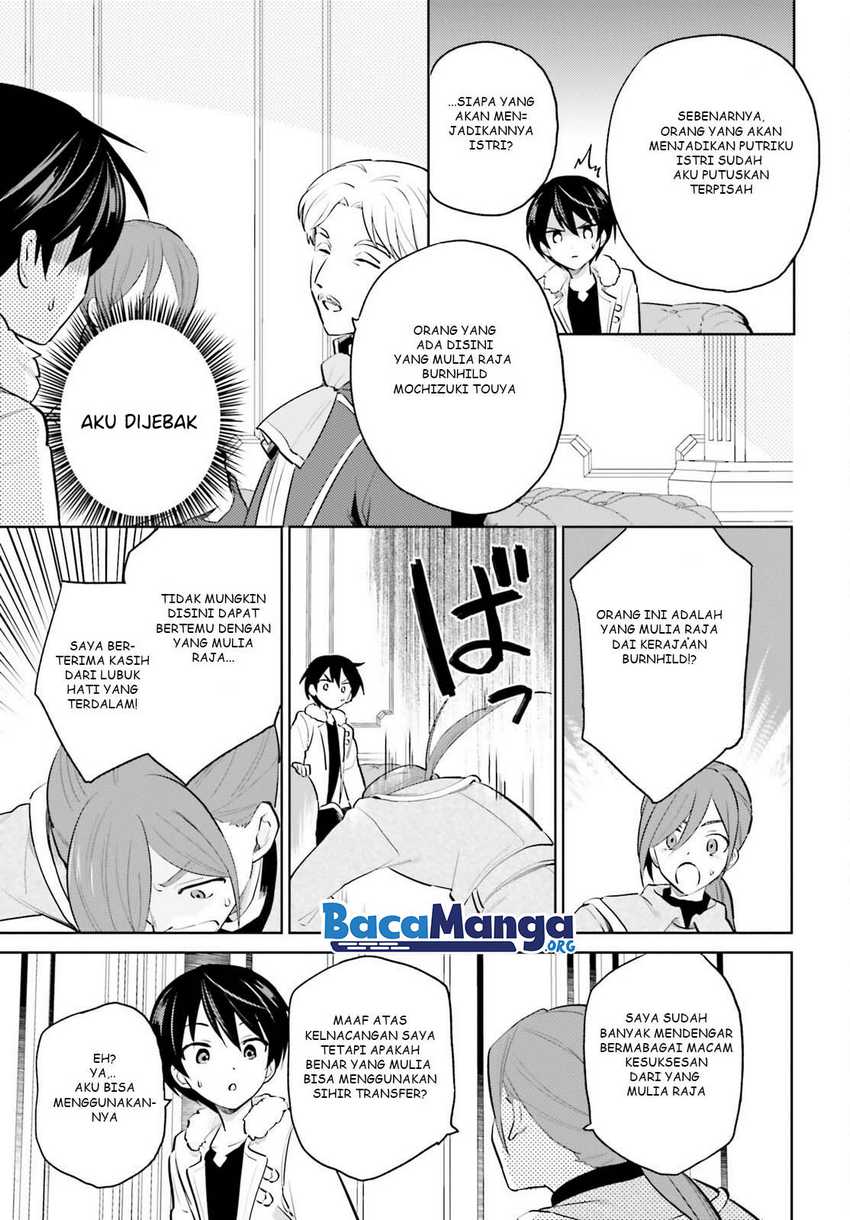 SEBENARNYA,
ORANG YANG AKAN
MENJADIKAN PUTRIKU
ISTRI SUDAH
AKU PUTUSKAN
TERPISAH
...SIAPA YANG
AKAN MEN=
JADIKANNYA
ISTRI?
ORANG YANG
ADA DISINI
YANG MULIA RAJA
BURNHILD
MOCHIZUKI TOUYA
AKU DIJEBAK
ORANG INI ADALAH
YANG MULIA RAJA
DAI KERAJA'AN
BURNHILD!?
ばっ
TIDAK MUNGKIN
DISINI DAPAT
BERTEMU DENGAN
YANG MULIA
RAJA...
SAYA BER-
TERIMA KASIH
DARI LUBUK
HATI YANG
TERDALAM!
BacaManga
.ORG
SAYA SUDAH
BANYAK MENDENGAR
BERMABAGAI MACAM
KESUKSESAN
DARI YANG
MULIA RAJA
MAAF ATAS
KELNACANGAN SAYA
TETAPI APAKAH
BENAR YANG MULIA
BISA MENGGUNAKAN
SIHIR TRANSFER?
EH?
YA,..
AKU BISA
MENGGUNAKAN-
NYA